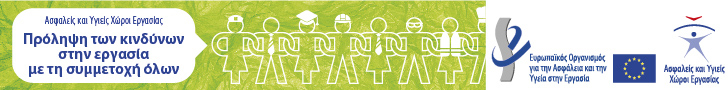 Ασφαλείς και Υγιείς Χώροι Εργασίας
Πρόληψη των κινδύνων
στην εργασία
με τη συμμετοχή όλων
Ευρωπαϊκός Οργανισμός
για την Ασφάλεια και την
Υγεία στην Εργασία
Ασφαλείς και Υγιείς
Χώροι Εργασίας